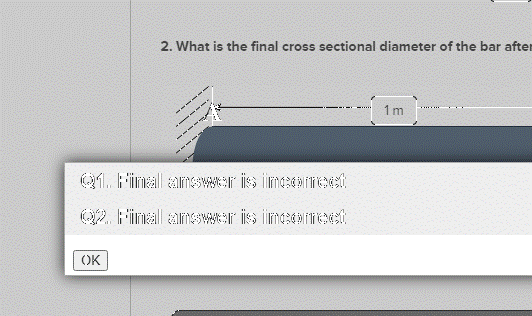 2. What is the final cross sectional diameter of the bar after
A
1 m
Q1. Final answer is incorrect
Q2. Final answer is incorrect
OK